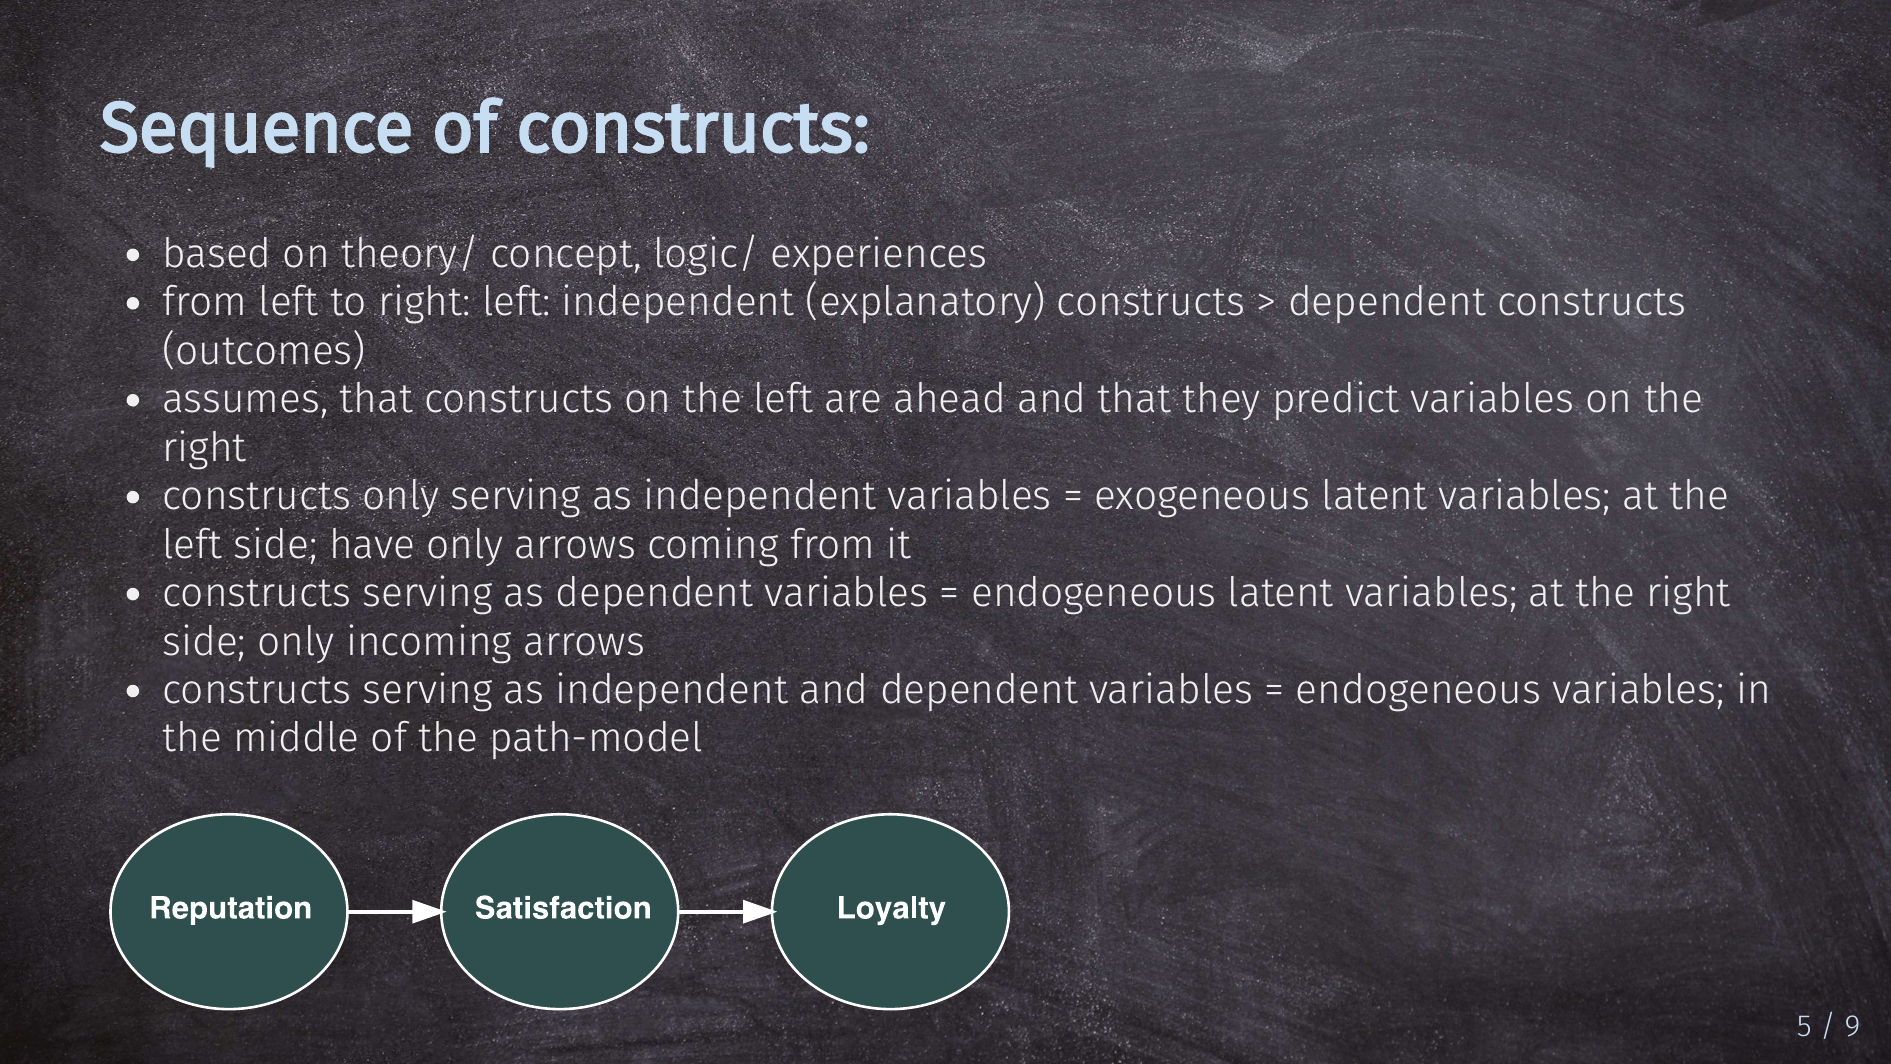 Sequence of constructs:
• based on theory/ concept, logic/ experiences
• from left to right: left: independent (explanatory) constructs > dependent constructs
(outcomes)
• assumes, that constructs on the left are ahead and that they predict variables on the
right
• constructs only serving as independent variables = exogeneous latent variables; at the
left side; have only arrows coming from it
• constructs serving as dependent variables = endogeneous latent variables; at the right
side; only incoming arrows
• constructs serving as independent and dependent variables = endogeneous variables; in
the middle of the path-model
Reputation
Satisfaction
Loyalty
5 / 9